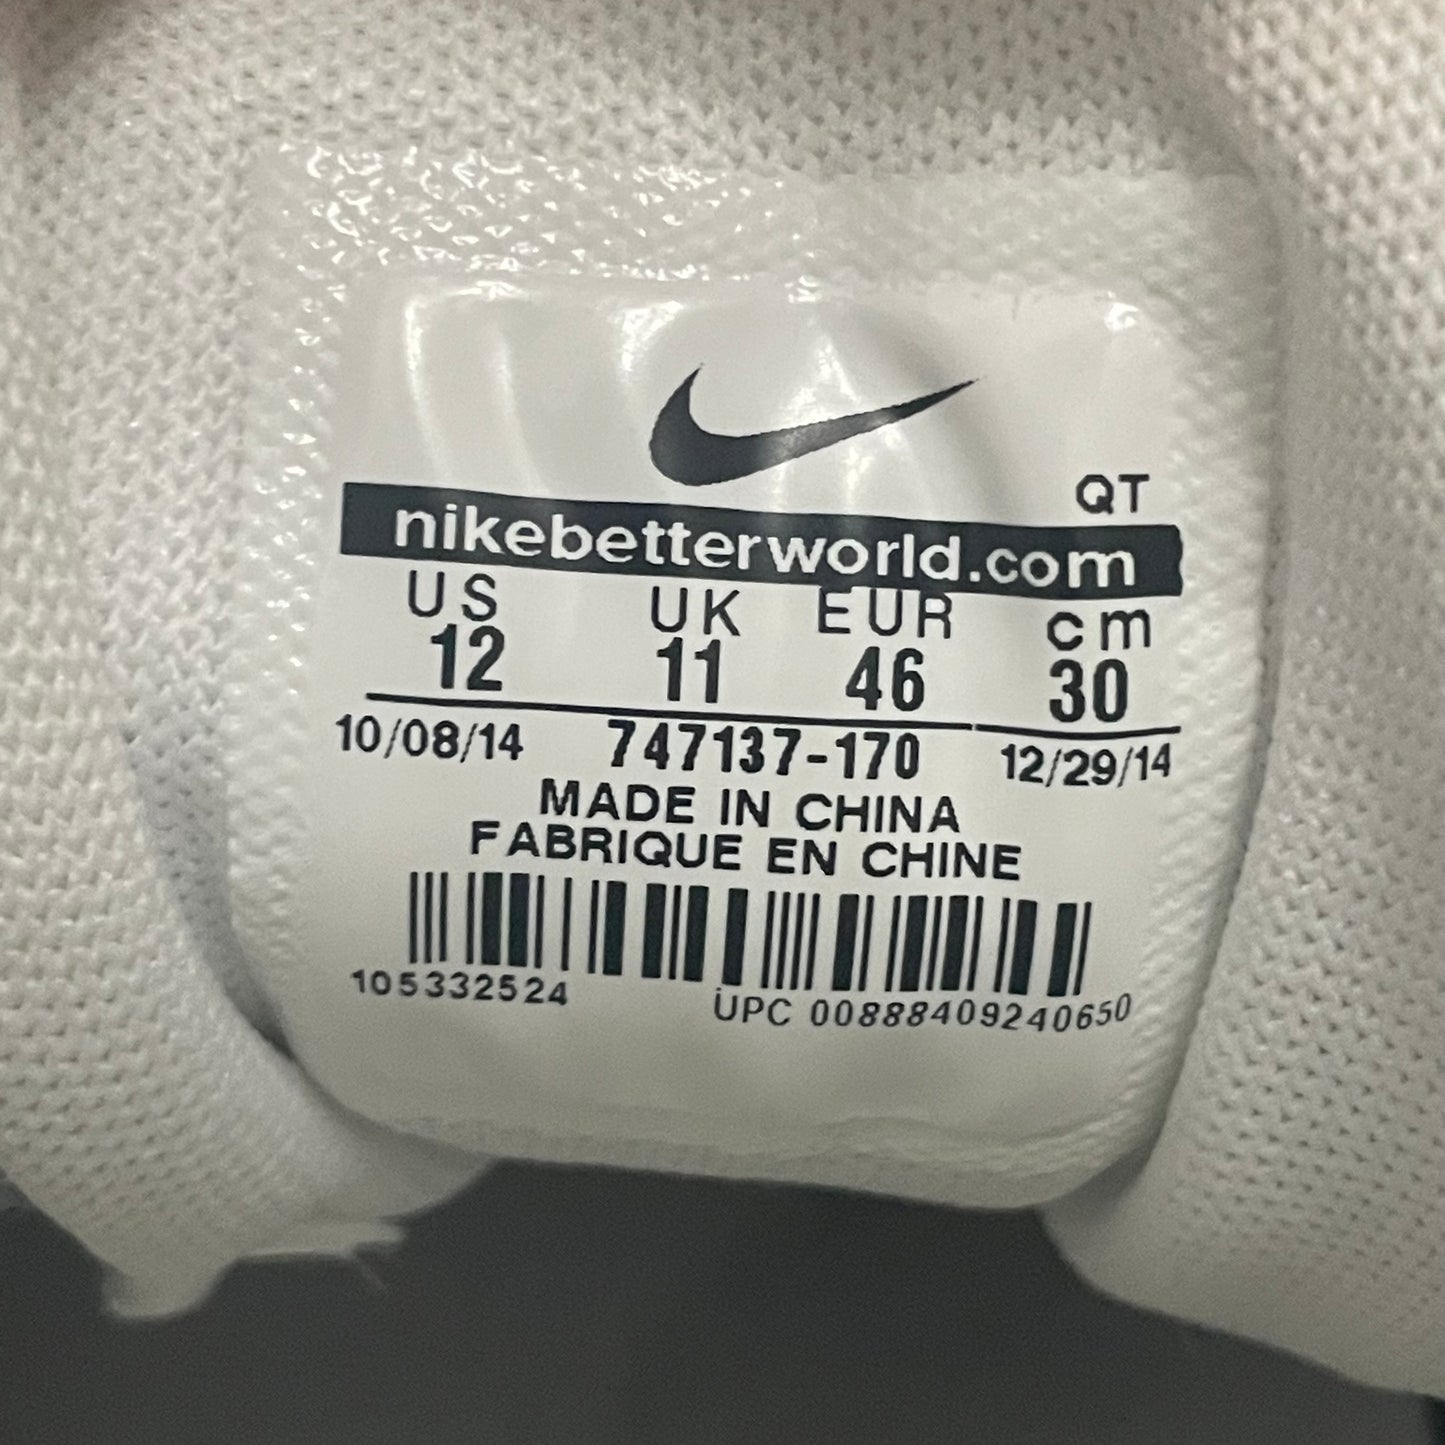 QT
nikebetterworld.com
US UK EUR cm
12 11 46 30
10/08/14 747137-170 12/29/14
MADE IN CHINA
FABRIQUE EN CHINE
105332524 UPC 00888409240650